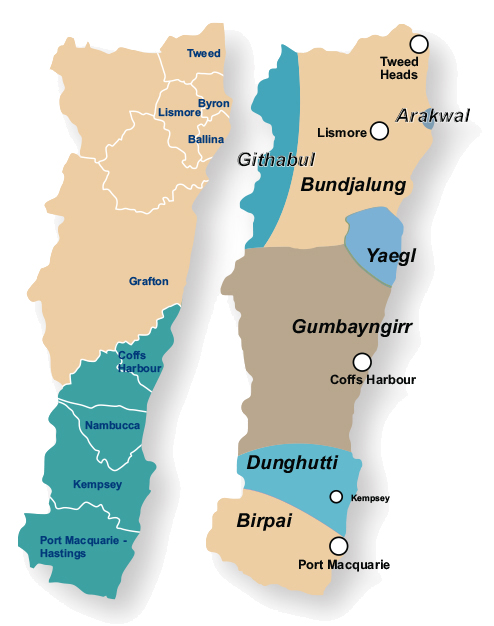 Tweed
Byron
Lismore
Ballina
Grafton
Coffs
Harbour
Nambucca
Kempsey
Port Macquarie -
Hastings
Tweed
Heads
Arakwal
Lismore
Githabul
Bundjalung
Yaegl
Gumbayngirr
Coffs Harbour
Dunghutti
Kempsey
Birpai
Port Macquarie